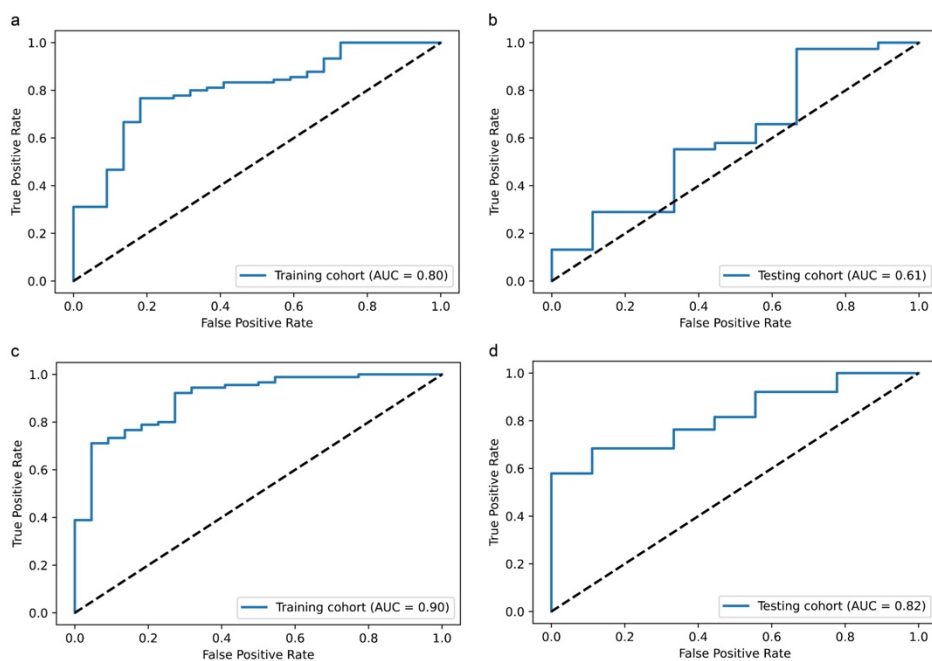 a
1.0
0.8
0.6
0.4
0.2
0.0
True Positive Rate
Training cohort (AUC = 0.80)
0.0 0.2 0.4 0.6 0.8 1.0
False Positive Rate
b
1.0
0.8
0.6
0.4
0.2
0.0
True Positive Rate
Testing cohort (AUC = 0.61)
0.0 0.2 0.4 0.6 0.8 1.0
False Positive Rate
c
1.0
0.8
0.6
0.4
0.2
0.0
True Positive Rate
Training cohort (AUC = 0.90)
0.0 0.2 0.4 0.6 0.8 1.0
False Positive Rate
d
1.0
0.8
0.6
0.4
0.2
0.0
True Positive Rate
Testing cohort (AUC = 0.82)
0.0 0.2 0.4 0.6 0.8 1.0
False Positive Rate